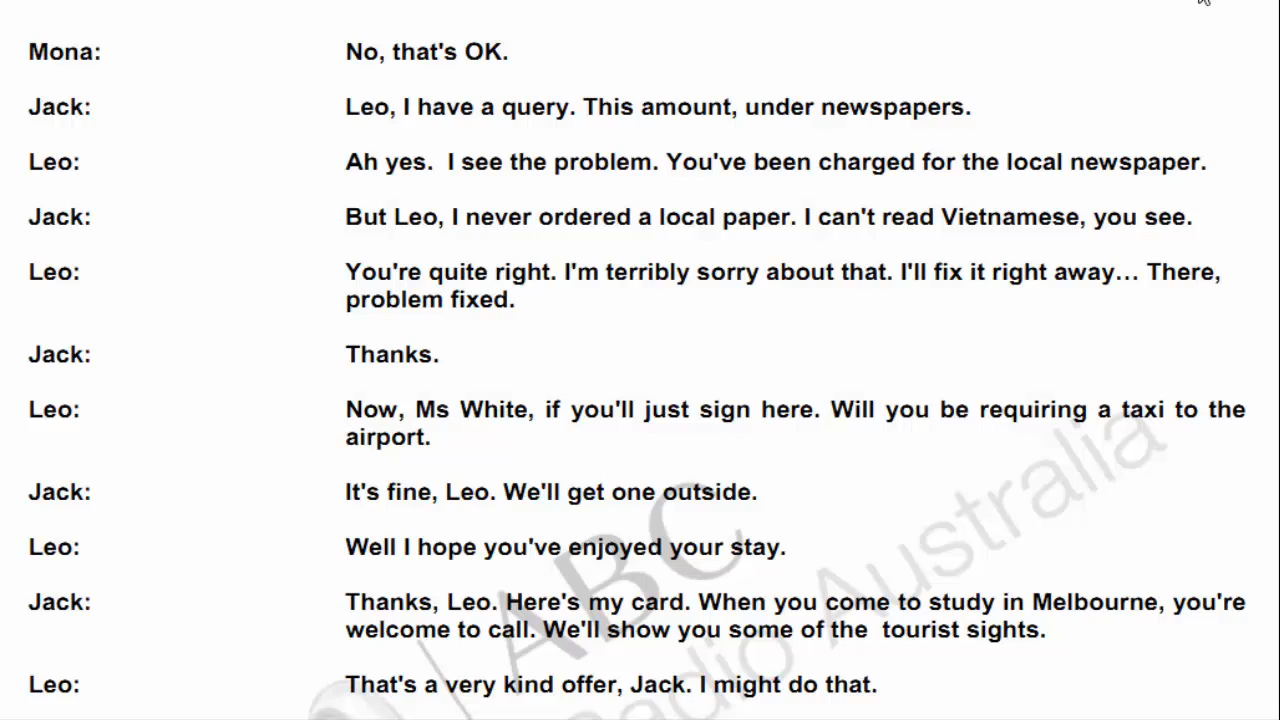 Mona: No, that's OK.
Jack: Leo, I have a query. This amount, under newspapers.
Leo: Ah yes.  I see the problem. You've been charged for the local newspaper.
Jack: But Leo, I never ordered a local paper. I can't read Vietnamese, you see.
Leo: You're quite right. I'm terribly sorry about that. I'll fix it right away… There,
problem fixed.
Jack: Thanks.
Leo: Now, Ms White, if you'll just sign here. Will you be requiring a taxi to the
airport.
Jack: It's fine, Leo. We'll get one outside.
Leo: Well I hope you've enjoyed your stay.
Jack: Thanks, Leo. Here's my card. When you come to study in Melbourne, you're
welcome to call. We'll show you some of the  tourist sights.
Leo: That's a very kind offer, Jack. I might do that.
ABC
Radio Australia